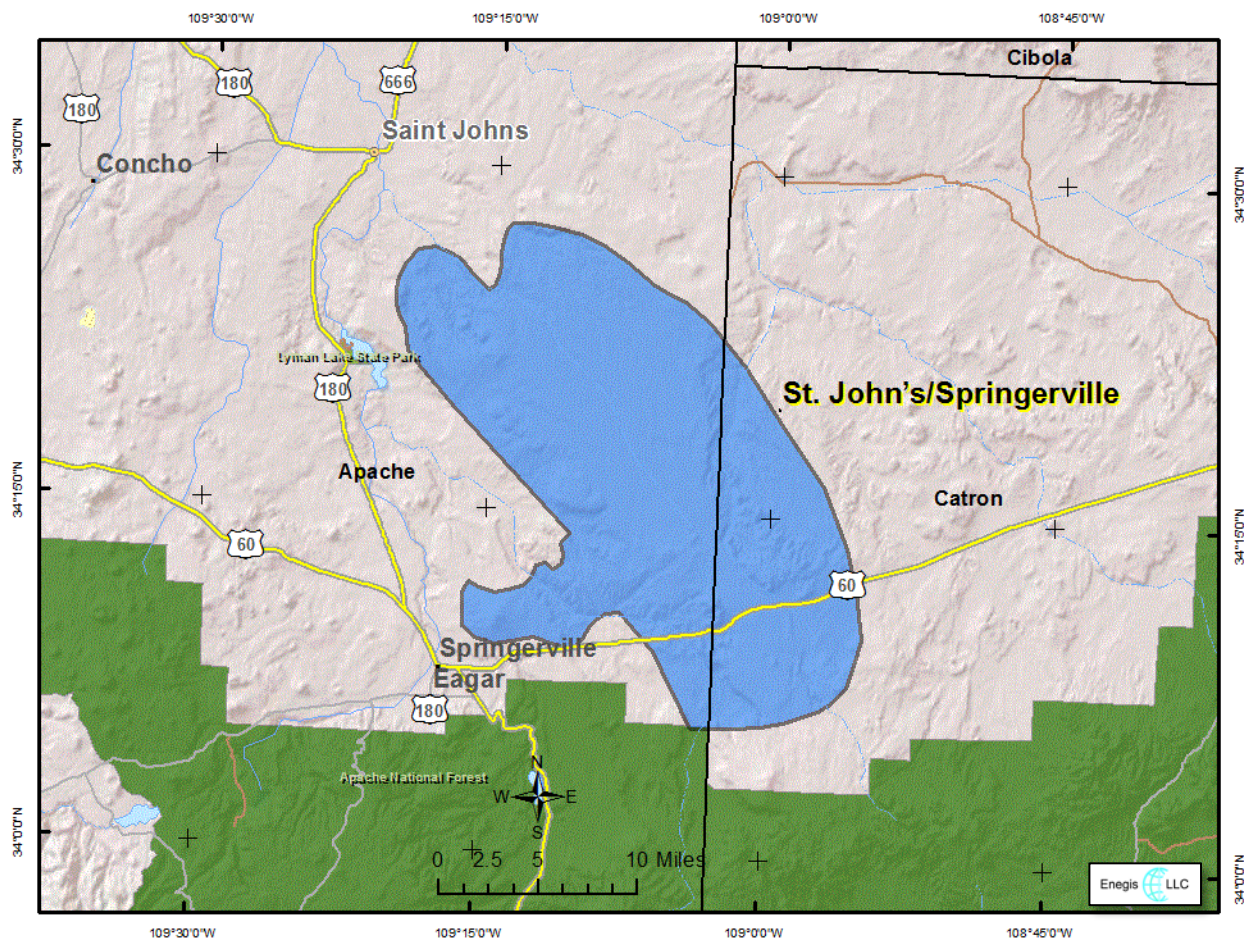 109°30'0"W
109°15'0"W
109°0'0"W
108°45'0"W
Cibola
180
666
180
Saint Johns
34°30'0"N
Concho
34°30'0"N
Lyman Lake State Park
180
St. John's/Springerville
Apache
34°15'0"N
Catron
60
34°15'0"N
60
Springerville
Eagar
180
N
Apache National Forest
W
E
S
34°0'0"N
0 2.5 5 10 Miles
Enegis LLC
34°0'0"N
109°30'0"W
109°15'0"W
109°0'0"W
108°45'0"W